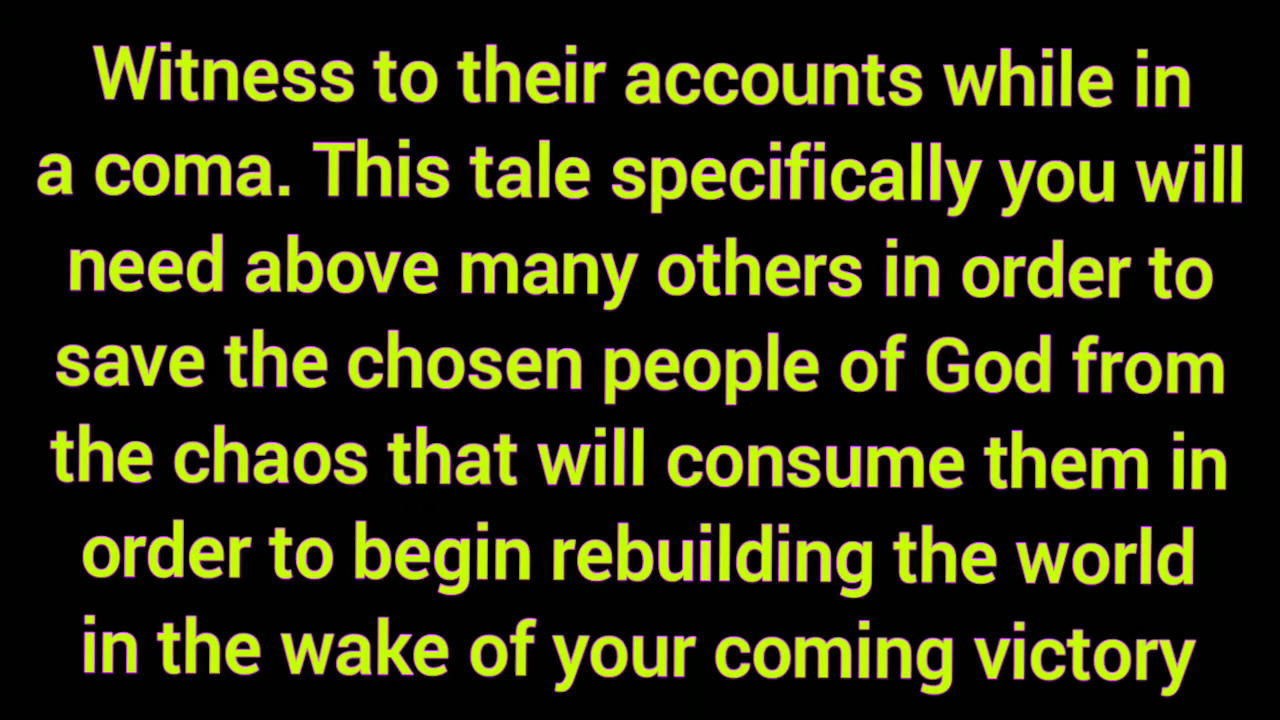 Witness to their accounts while in
a coma. This tale specifically you will
need above many others in order to
save the chosen people of God from
the chaos that will consume them in
order to begin rebuilding the world
in the wake of your coming victory